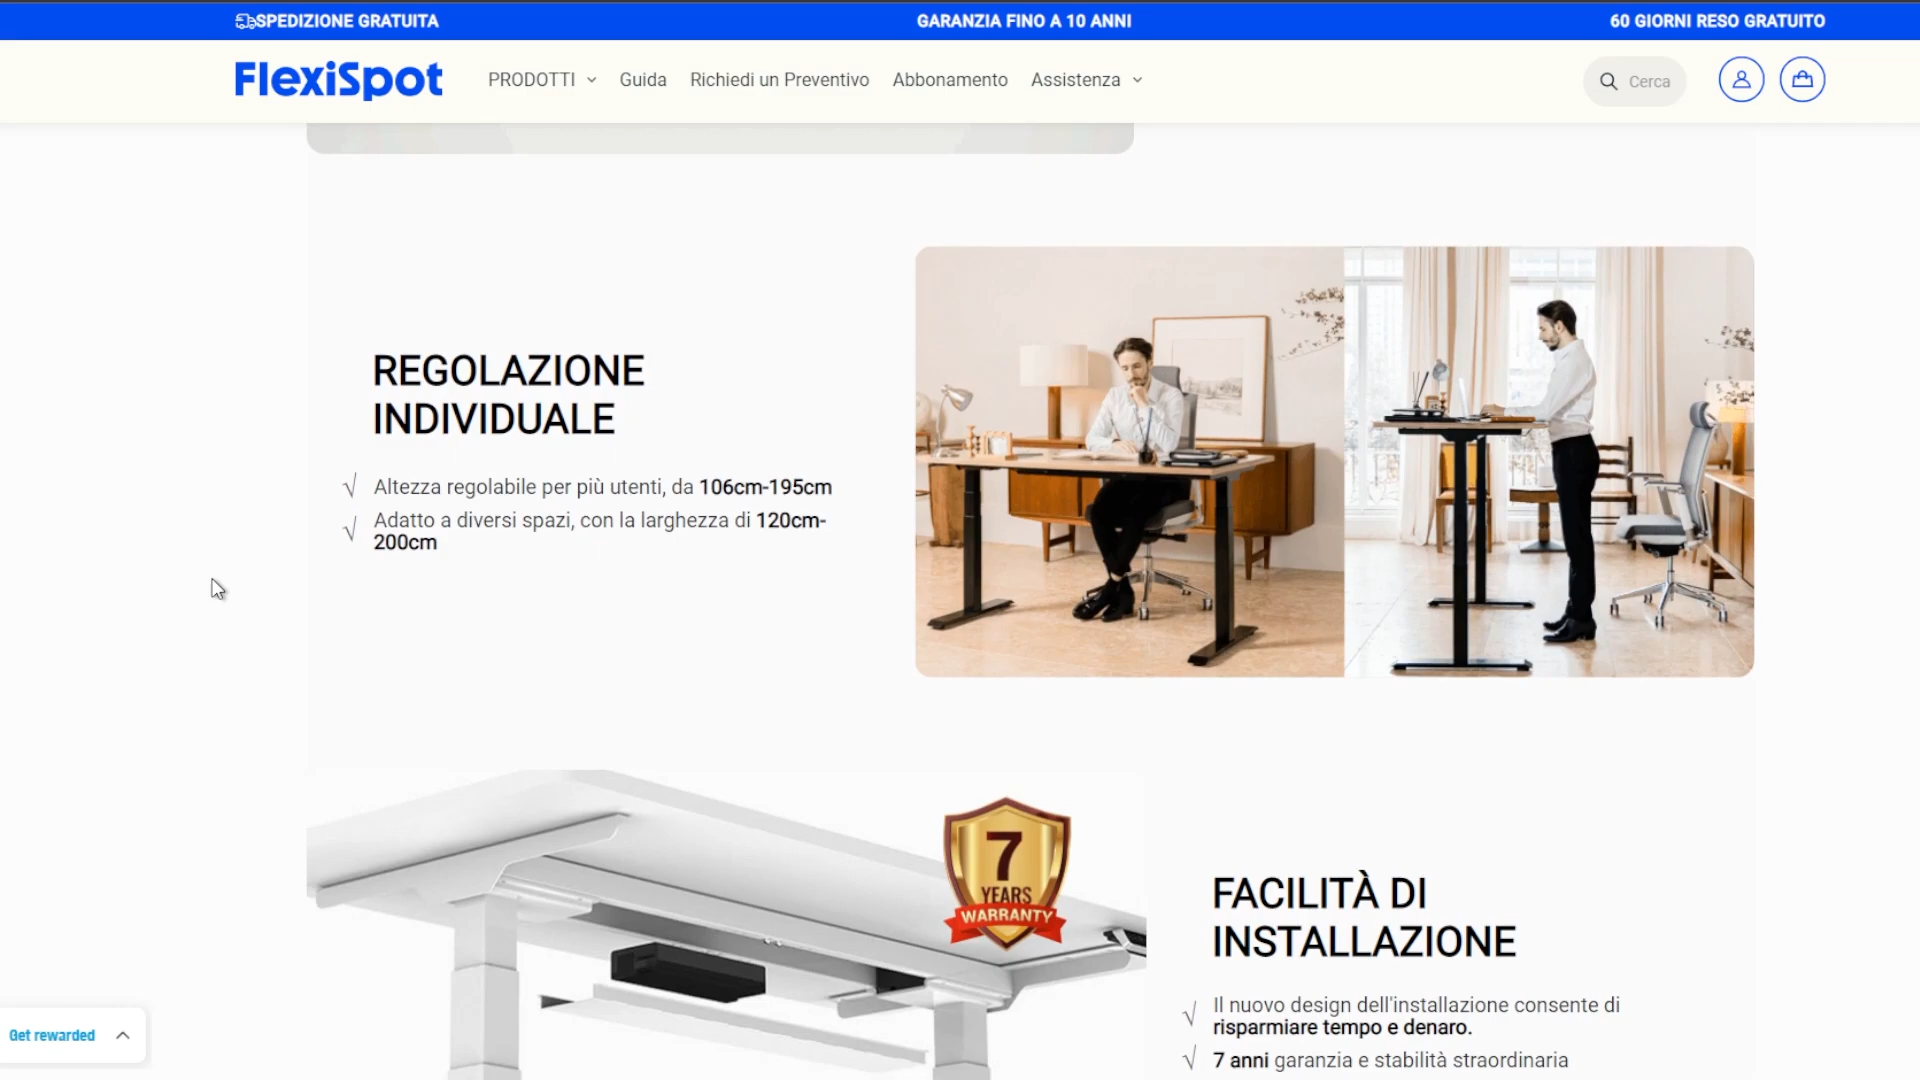 SPEDIZIONE GRATUITA
GARANZIA FINO A 10 ANNI
60 GIORNI RESO GRATUITO
FlexiSpot
PRODOTTI
Guida
Richiedi un Preventivo
Abbonamento
Assistenza
Cerca
REGOLAZIONE
INDIVIDUALE
√ Altezza regolabile per più utenti, da 106cm-195cm
√ Adatto a diversi spazi, con la larghezza di 120cm-
200cm
7
YEARS
WARRANTY
FACILITÀ DI
INSTALLAZIONE
√ Il nuovo design dell'installazione consente di
risparmiare tempo e denaro.
√ 7 anni garanzia e stabilità straordinaria
Get rewarded